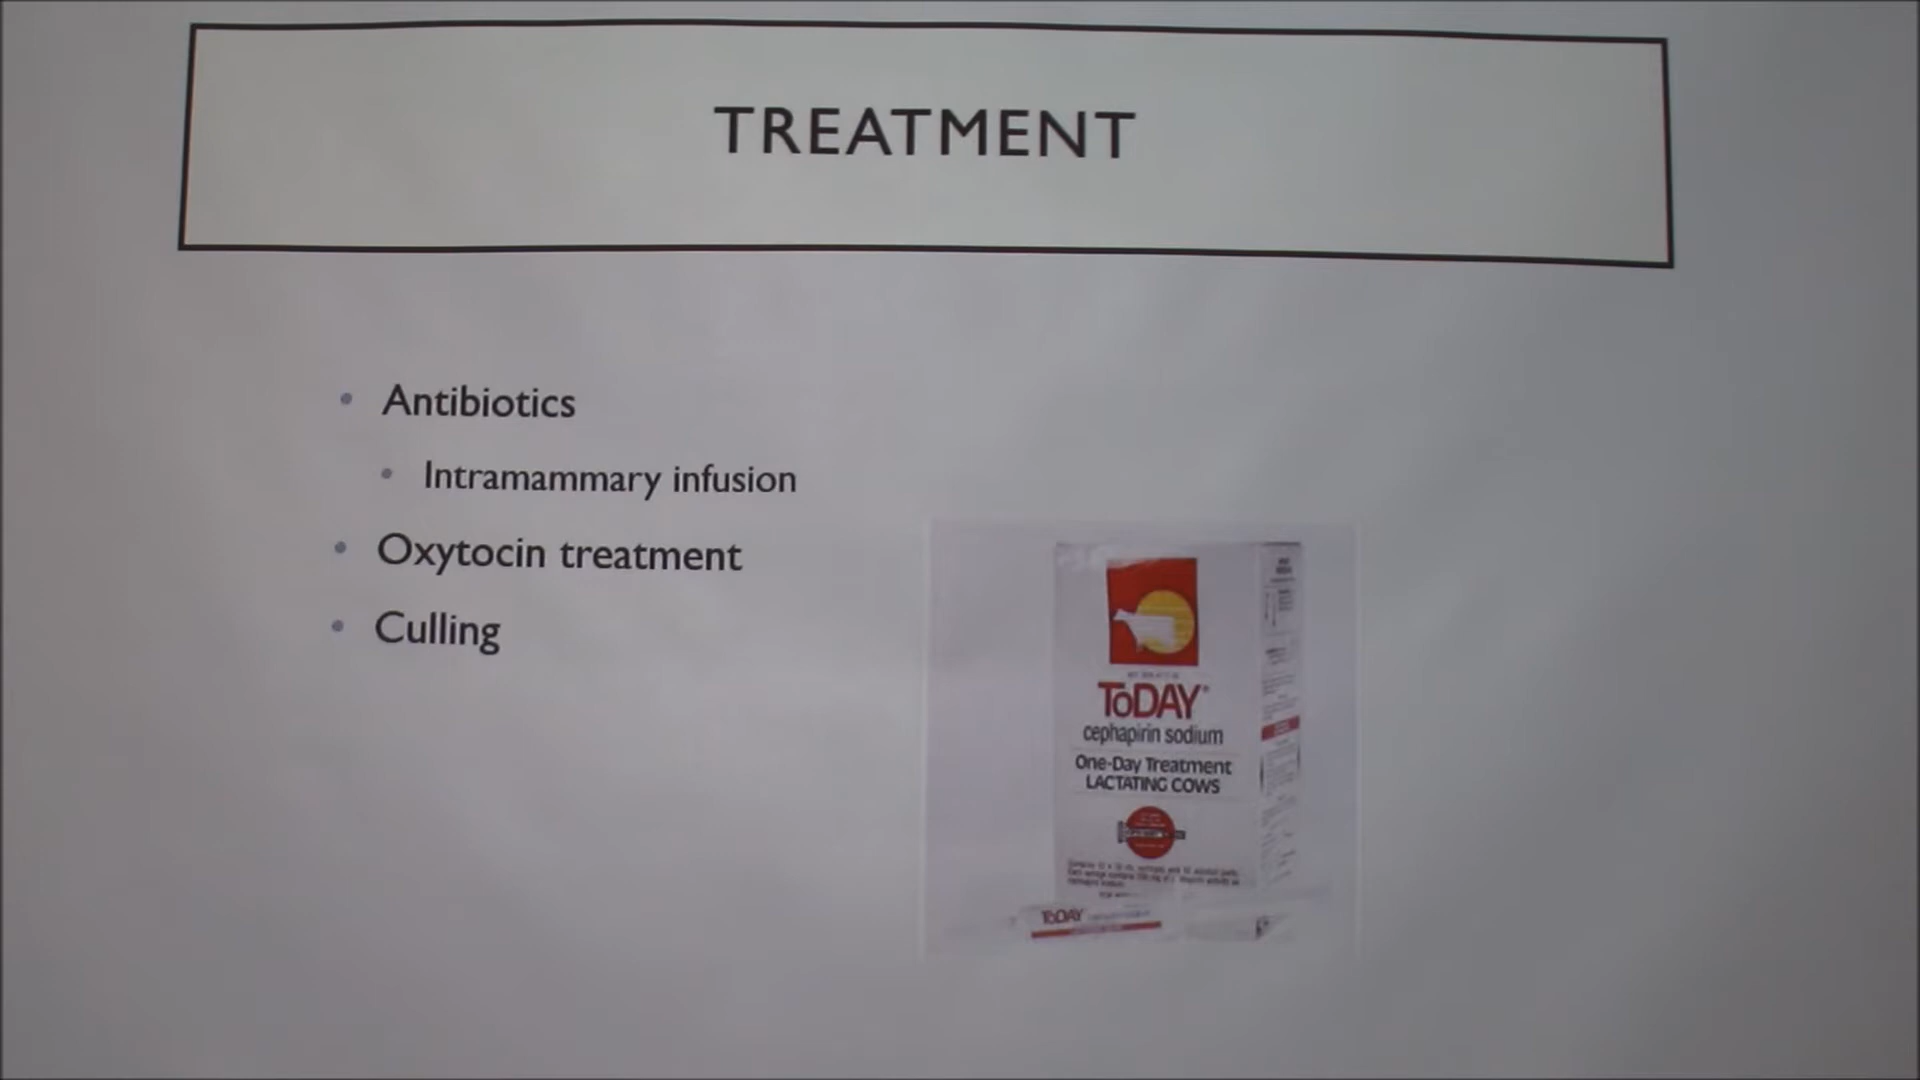 TREATMENT
Antibiotics
Intramammary infusion
Oxytocin treatment
Culling
ToDAY®
cephapirin sodium
One-Day Treatment
LACTATING COWS
ToDAY